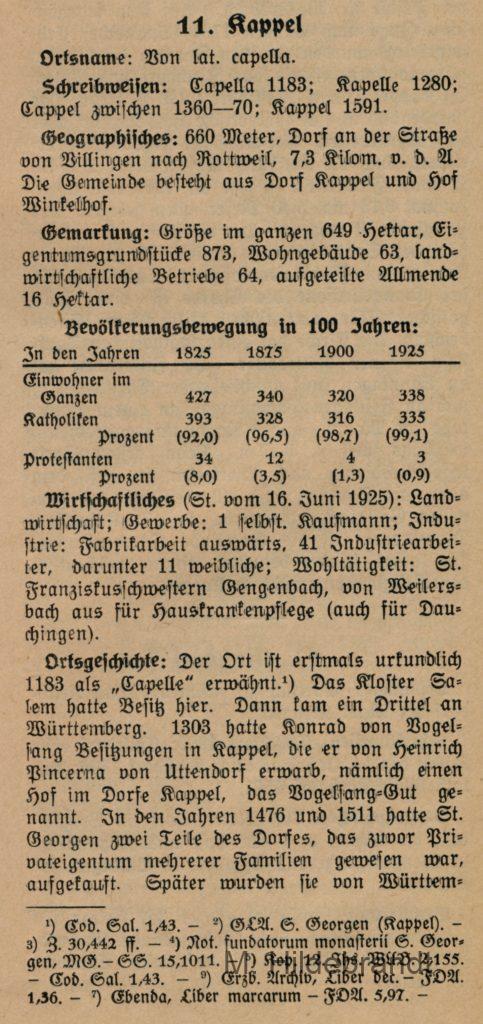 11. Kappel
Ortsname: Von lat. capella.
Schreibweisen: Capella 1183; Kapelle 1280;
Cappel zwischen 1360—70; Kappel 1591.
Geographisches: 660 Meter, Dorf an der Straße
von Villingen nach Rottweil, 7,3 Kilom. v. d. A.
Die Gemeinde besteht aus Dorf Kappel und Hof
Winkelhof.
Gemarkung: Größe im ganzen 649 Hektar, Ei-
gentumsgrundstücke 873, Wohngebäude 63, land-
wirtschaftliche Betriebe 64, aufgeteilte Allmende
16 Hektar.
Bevölkerungsbewegung in 100 Jahren:
In den Jahren 1825 1875 1900 1925
Einwohner im
Ganzen 427 340 320 338
Katholiken 393 328 316 335
Prozent (92,0) (96,5) (98,7) (99,1)
Protestanten 34 12 4 3
Prozent (8,0) (3,5) (1,3) (0,9)
Wirtschaftliches (St. vom 16. Juni 1925): Land-
wirtschaft; Gewerbe: 1 selbst. Kaufmann; Indu-
strie: Fabrikarbeit auswärts, 41 Industriearbei-
ter, darunter 11 weibliche; Wohltätigkeit: St.
Franziskusschwestern Gengenbach, von Weilers-
bach aus für Hauskrankenpflege (auch für Dau-
chingen).
Ortsgeschichte: Der Ort ist erstmals urkundlich
1183 als „Capelle" erwähnt.¹) Das Kloster Sa-
lem hatte Besitz hier. Dann kam ein Drittel an
Württemberg. 1303 hatte Konrad von Vogel-
sang Besitzungen in Kappel, die er von Heinrich
Pincerna von Uttendorf erwarb, nämlich einen
Hof im Dorfe Kappel, das Vogelsang-Gut ge-
nannt. In den Jahren 1476 und 1511 hatte St.
Georgen zwei Teile des Dorfes, das zuvor Pri-
vateigentum mehrerer Familien gewesen war,
aufgekauft. Später wurden sie von Württem-
¹) Cod. Sal. 1,43. — ²) GLA. S. Georgen (Kappel). —
3) Z. 30,442 ff. — ⁴) Not. fundatorum monasterii S. Geor-
gen, MG.—SS. 15,1011. Kop. 12. Jhs. 1155.
— Cod. Sal. 1,43. — ⁶) Erzb. Archiv, Liber dec.— FDA.
1,36. — ⁷) Ebenda, Liber marcarum — FDA. 5,97. —